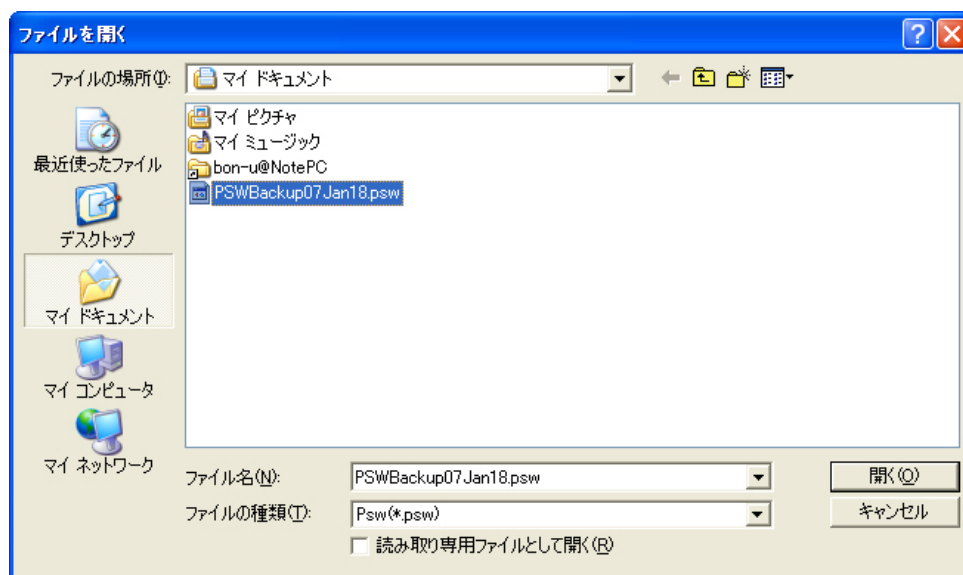 ファイルを開く
ファイルの場所(I):
マイ ドキュメント
最近使ったファイル
デスクトップ
マイ ドキュメント
マイ コンピュータ
マイ ネットワーク
マイ ピクチャ
マイ ミュージック
bon-u@NotePC
PSWBackup07Jan18.psw
ファイル名(N):
PSWBackup07Jan18.psw
開く(O)
ファイルの種類(T):
Psw(*.psw)
キャンセル
読み取り専用ファイルとして開く(R)